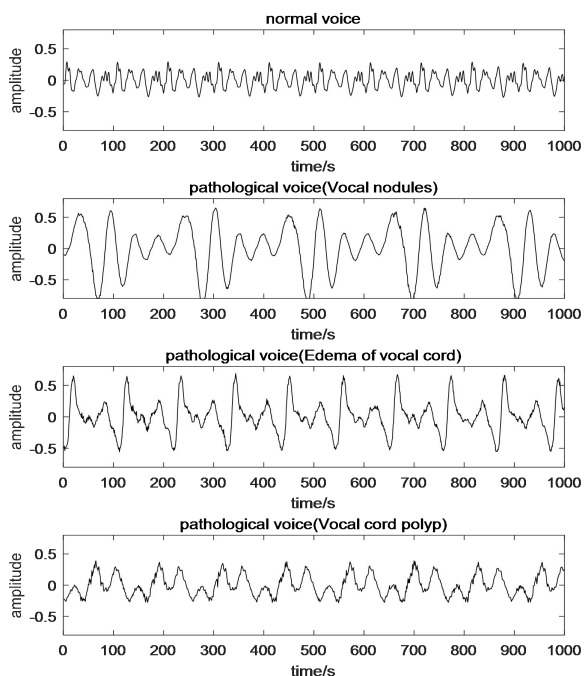 normal voice
0.5
0
-0.5
amplitude
0 100 200 300 400 500 600 700 800 900 1000
time/s
pathological voice(Vocal nodules)
0.5
0
-0.5
amplitude
0 100 200 300 400 500 600 700 800 900 1000
time/s
pathological voice(Edema of vocal cord)
0.5
0
-0.5
amplitude
0 100 200 300 400 500 600 700 800 900 1000
time/s
pathological voice(Vocal cord polyp)
0.5
0
-0.5
amplitude
0 100 200 300 400 500 600 700 800 900 1000
time/s